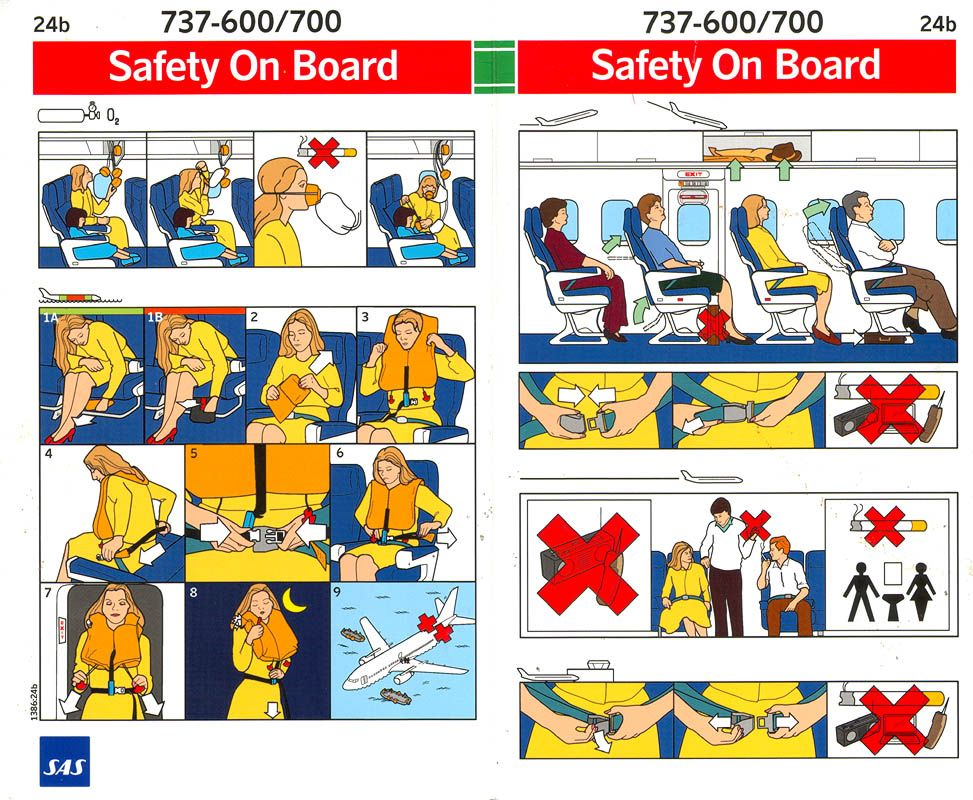 24b 737-600/700
Safety On Board
O₂
1A 1B 2 3
4 5 6
7 8 9
EXIT
1386:24b
SAS
737-600/700 24b
Safety On Board
EXIT